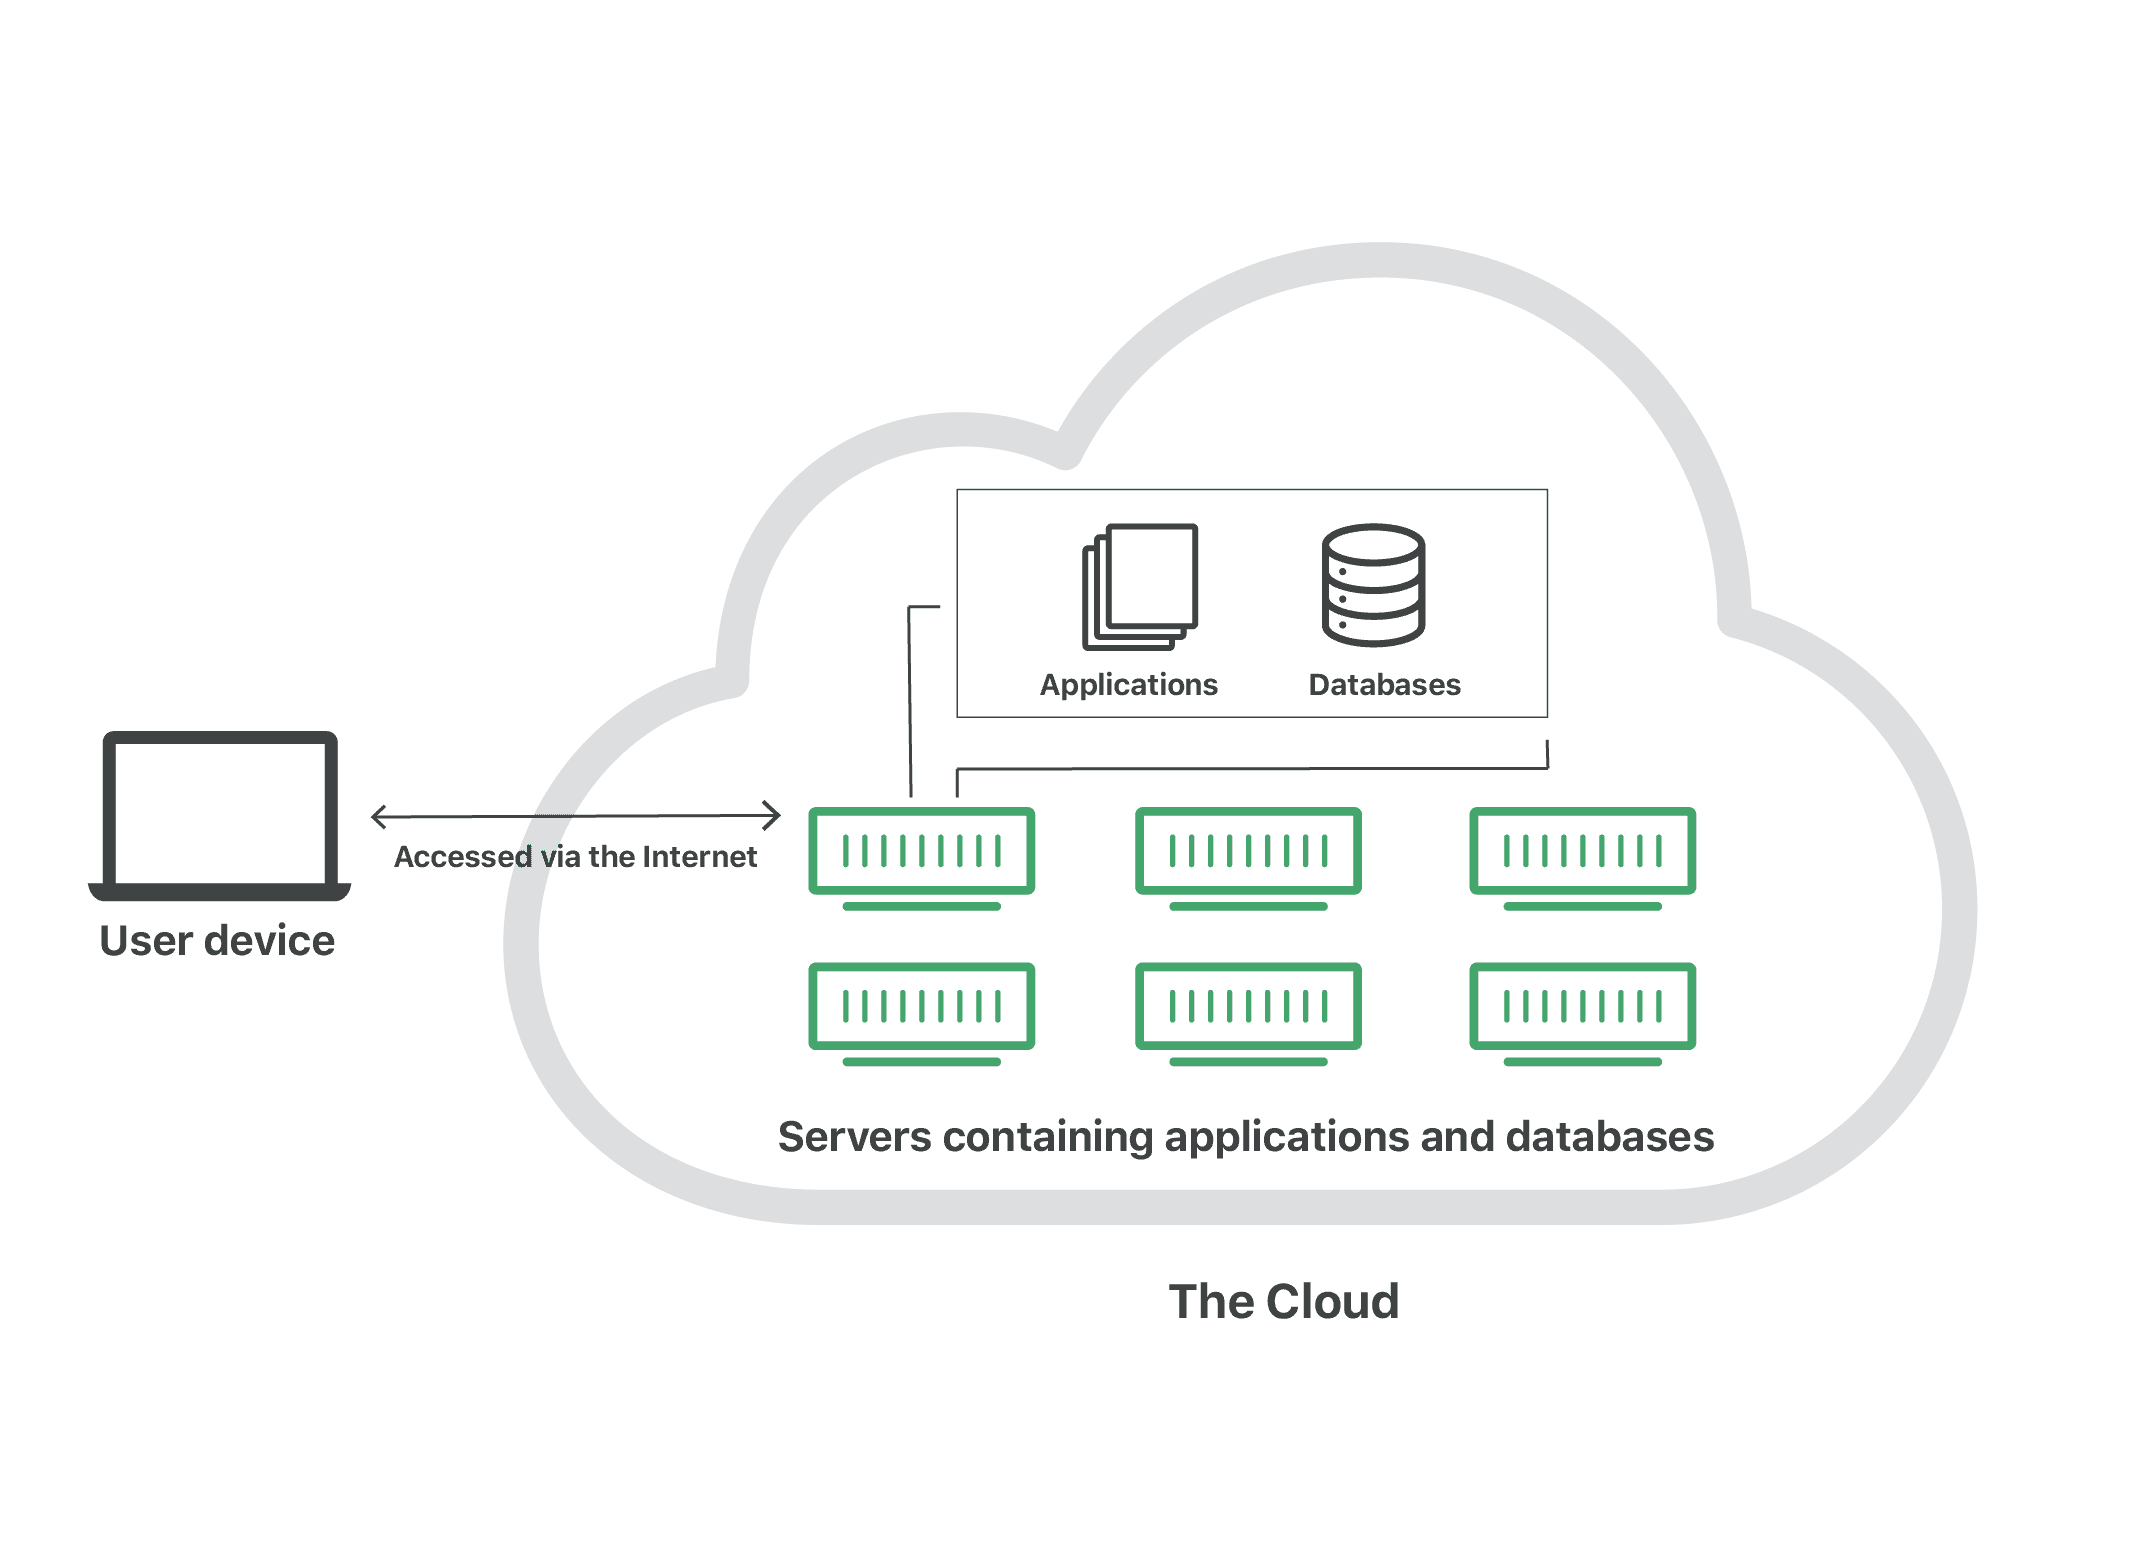 Applications
Databases
Accessed via the Internet
User device
Servers containing applications and databases
The Cloud